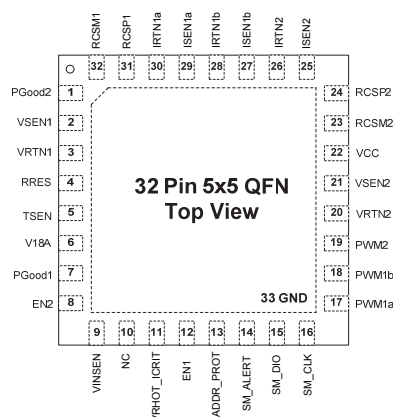 RCSM1
RCSP1
IRTN1a
ISEN1a
IRTN1b
ISEN1b
IRTN2
ISEN2
32 31 30 29 28 27 26 25
PGood2 1
VSEN1 2
VRTN1 3
RRES 4
TSEN 5
V18A 6
PGood1 7
EN2 8
32 Pin 5x5 QFN
Top View
33 GND
24 RCSP2
23 RCSM2
22 VCC
21 VSEN2
20 VRTN2
19 PWM2
18 PWM1b
17 PWM1a
9 10 11 12 13 14 15 16
VINSEN
NC
VRHOT_ICRIT
EN1
ADDR_PROT
SM_ALERT
SM_DIO
SM_CLK